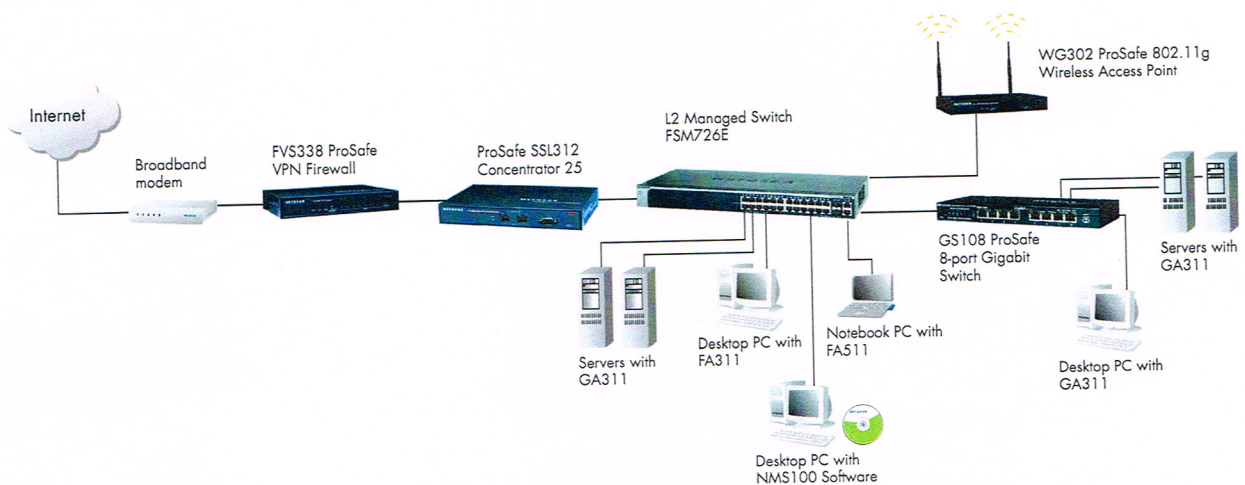 WG302 ProSafe 802.11g
Wireless Access Point
Internet
L2 Managed Switch
FSM726E
Broadband
modem
FVS338 ProSafe
VPN Firewall
ProSafe SSL312
Concentrator 25
NETGEAR
GS108 ProSafe
8-port Gigabit
Switch
Servers with
GA311
Servers with
GA311
Desktop PC with
FA311
Notebook PC with
FA511
Desktop PC with
GA311
Desktop PC with
NMS100 Software